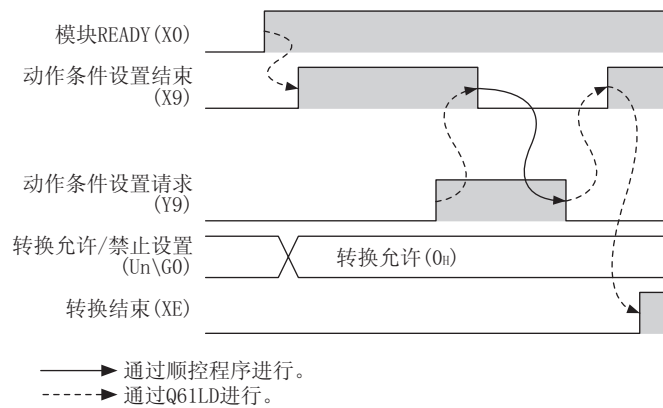 模块READY(X0)
动作条件设置结束
(X9)
动作条件设置请求
(Y9)
转换允许/禁止设置
(Un\G0)
转换允许(0H)
转换结束(XE)
通过顺控程序进行。
通过Q61LD进行。